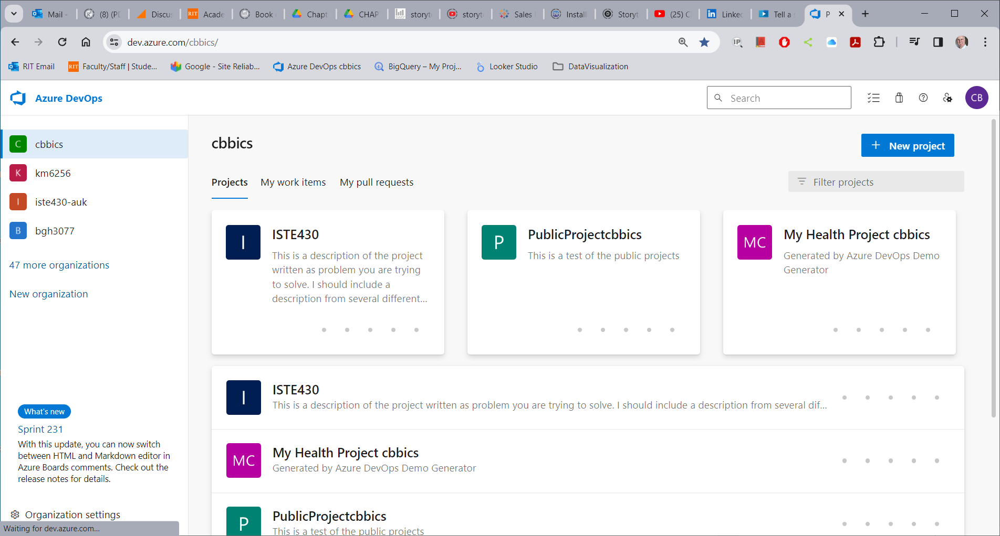 Mail -
(8) (PD
Discus
RIT Acade
Book
Chapt
CHAP
SWD storyt
storyt
Sales
Install
Storyt
(25) C
Linked
Tell a s
P
dev.azure.com/cbbics/
RIT Email
RIT Faculty/Staff | Stude...
Google - Site Reliab...
Azure DevOps cbbics
BigQuery – My Proj...
Looker Studio
DataVisualization
Azure DevOps
Search
CB
C cbbics
K km6256
I iste430-auk
B bgh3077
47 more organizations
New organization
What's new
Sprint 231
With this update, you can now switch
between HTML and Markdown editor in
Azure Boards comments. Check out the
release notes for details.
Organization settings
Waiting for dev.azure.com...
cbbics
+ New project
Projects
My work items
My pull requests
Filter projects
I
ISTE430
This is a description of the project
written as problem you are trying
to solve. I should include a
description from several different...
P
PublicProjectcbbics
This is a test of the public projects
MC
My Health Project cbbics
Generated by Azure DevOps Demo
Generator
I
ISTE430
This is a description of the project written as problem you are trying to solve. I should include a description from several dif...
MC
My Health Project cbbics
Generated by Azure DevOps Demo Generator
P
PublicProjectcbbics
This is a test of the public projects